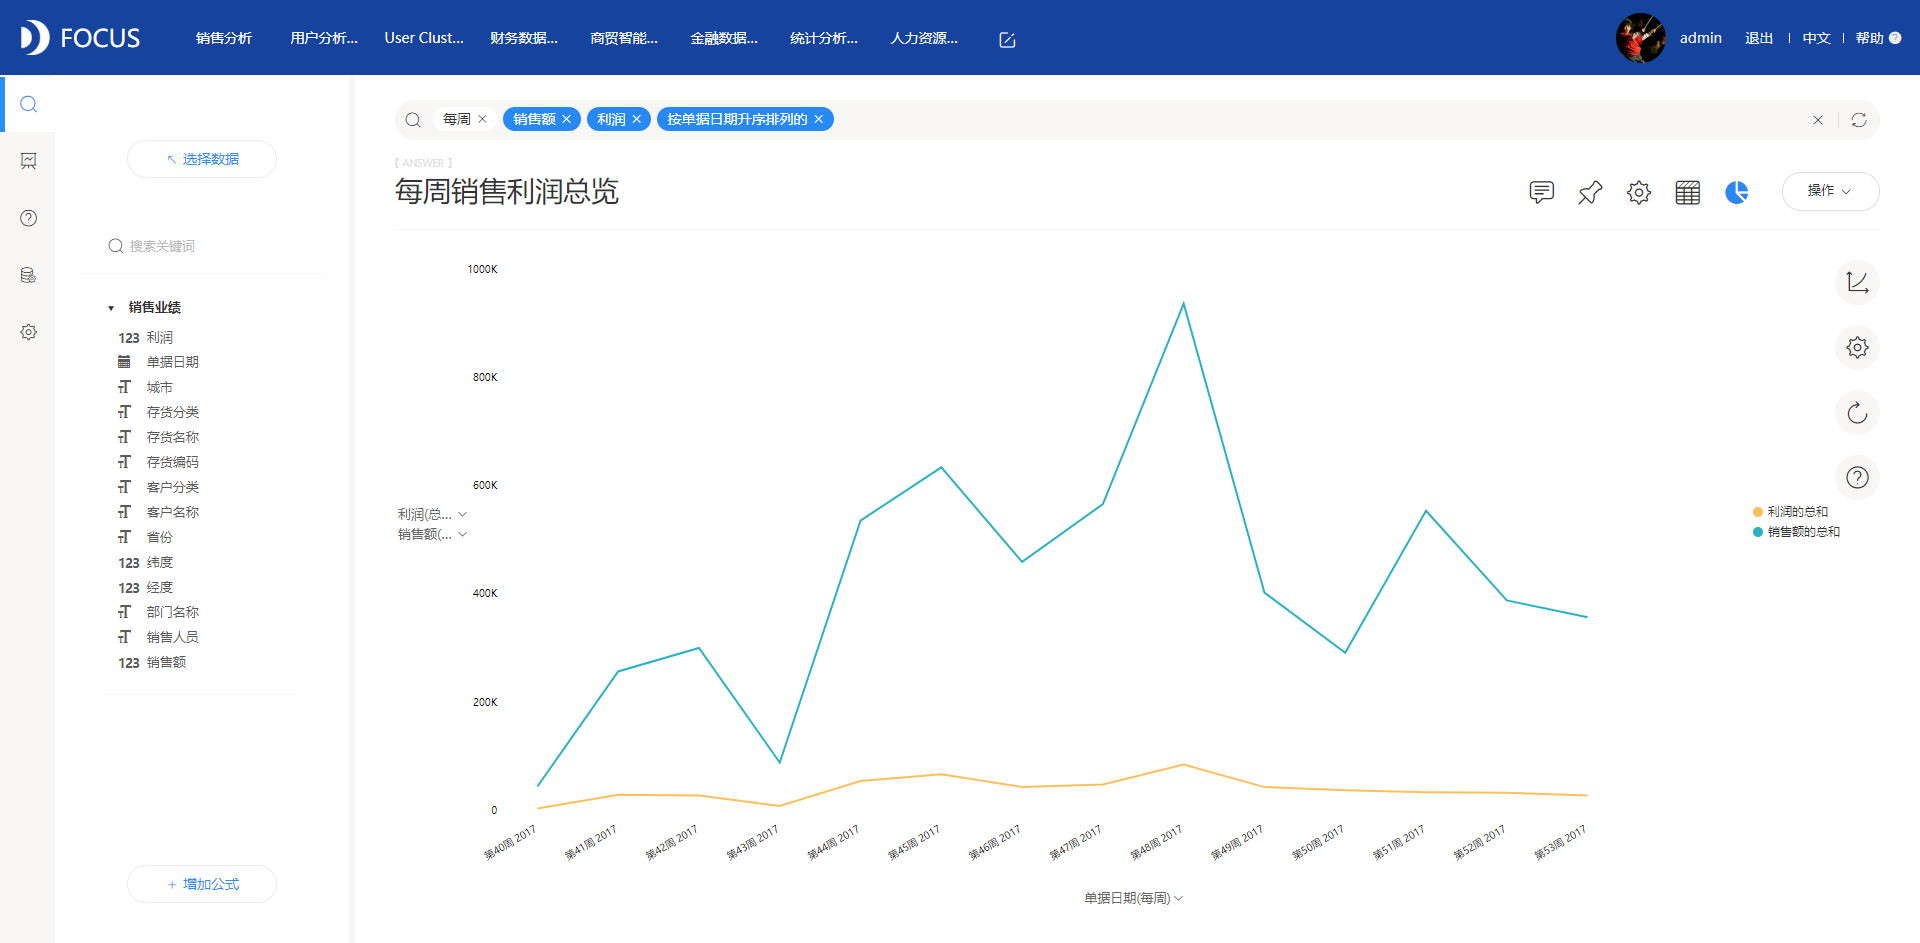 FOCUS 销售分析 用户分析... User Clust... 财务数据... 商贸智能... 金融数据... 统计分析... 人力资源... admin 退出 中文 帮助
选择数据
搜索关键词
销售业绩
123 利润
单据日期
城市
存货分类
存货名称
存货编码
客户分类
客户名称
省份
123 纬度
123 经度
部门名称
销售人员
123 销售额
+ 增加公式
每周 × 销售额 × 利润 × 按单据日期升序排列的 ×
[ ANSWER ]
每周销售利润总览
操作
1000K
800K
600K
400K
200K
0
利润(总...
销售额(...
利润的总和
销售额的总和
第40周 2017 第41周 2017 第42周 2017 第43周 2017 第44周 2017 第45周 2017 第46周 2017 第47周 2017 第48周 2017 第49周 2017 第50周 2017 第51周 2017 第52周 2017 第53周 2017
单据日期(每周)